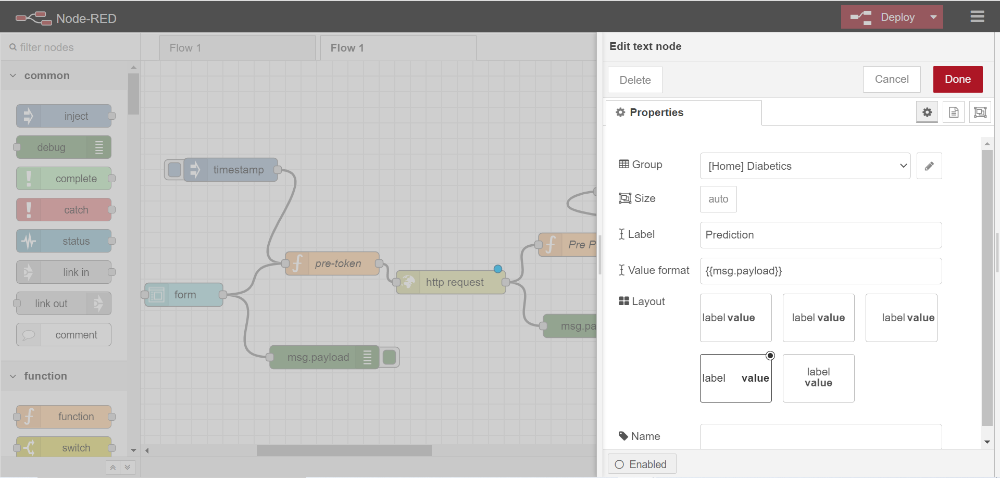 Node-RED
Deploy
filter nodes
Flow 1
Flow 1
common
inject
debug
complete
catch
status
link in
link out
comment
function
function
switch
timestamp
form
pre-token
http request
msg.payload
Pre P
msg.pa
Edit text node
Delete
Cancel
Done
Properties
Group
[Home] Diabetics
Size
auto
Label
Prediction
Value format
{{msg.payload}}
Layout
label value
label value
label value
label value
label
value
Name
Enabled